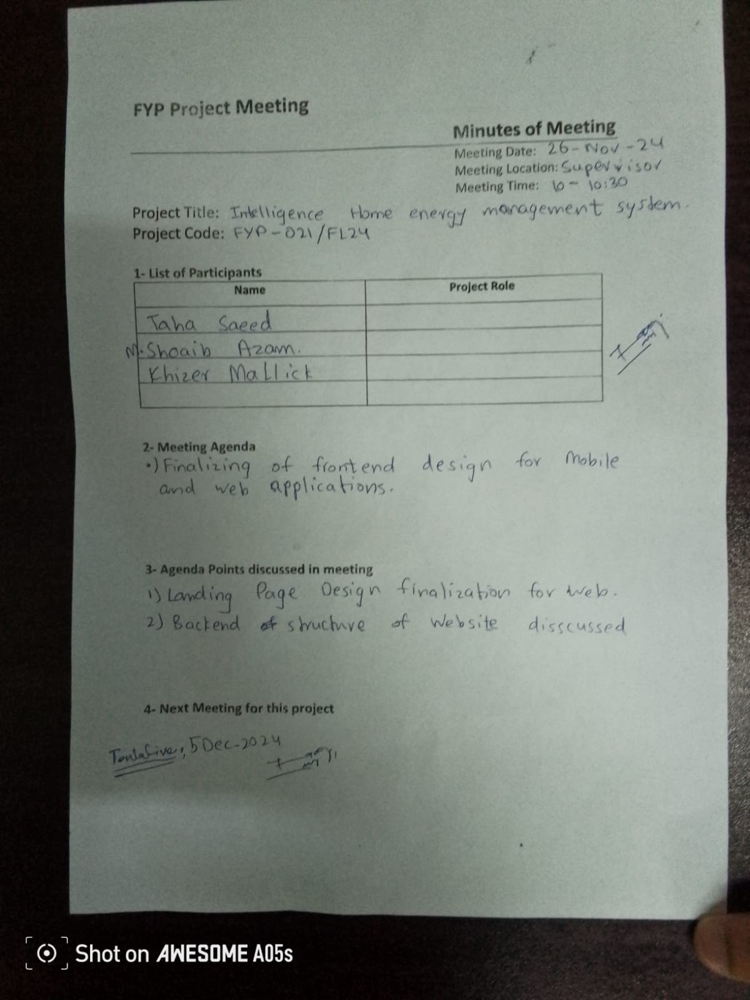 FYP Project Meeting
Minutes of Meeting
Meeting Date: 26-Nov-24
Meeting Location: Supervisor
Meeting Time: 10 - 10:30
Project Title: Intelligence Home energy management system.
Project Code: FYP-021/FL24
1- List of Participants
Name Project Role
Taha Saeed
M.Shoaib Azam.
Khizer Mallick
2- Meeting Agenda
•) Finalizing of frontend design for Mobile
and web applications.
3- Agenda Points discussed in meeting
1) Landing Page Design finalization for web.
2) Backend of structure of Website disscussed
4- Next Meeting for this project
Tentative, 5 Dec-2024
Shot on AWESOME A05s